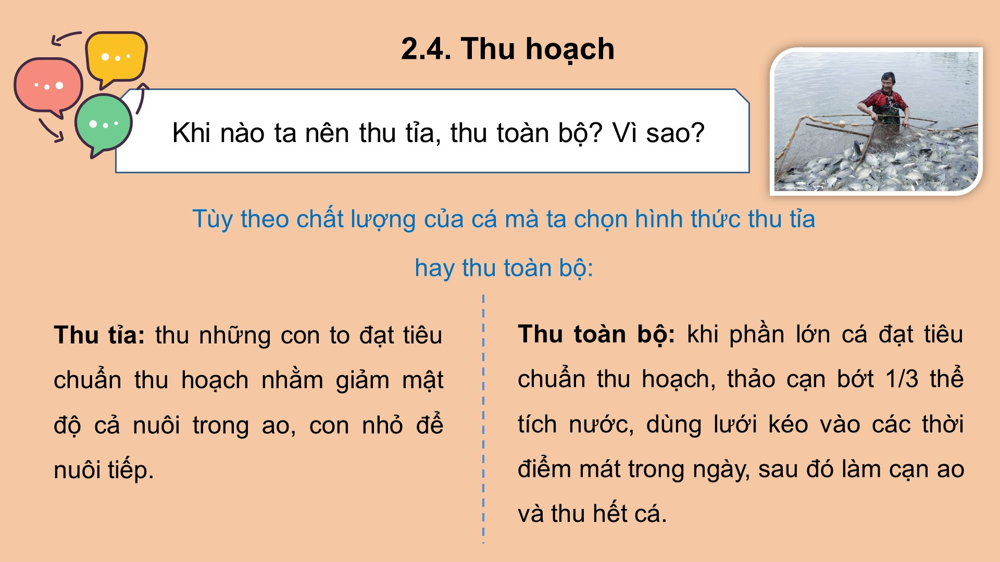 2.4. Thu hoạch
Khi nào ta nên thu tỉa, thu toàn bộ? Vì sao?
Tùy theo chất lượng của cá mà ta chọn hình thức thu tỉa
hay thu toàn bộ:
Thu tỉa: thu những con to đạt tiêu
chuẩn thu hoạch nhằm giảm mật
độ cả nuôi trong ao, con nhỏ để
nuôi tiếp.
Thu toàn bộ: khi phần lớn cá đạt tiêu
chuẩn thu hoạch, thảo cạn bớt 1/3 thể
tích nước, dùng lưới kéo vào các thời
điểm mát trong ngày, sau đó làm cạn ao
và thu hết cá.